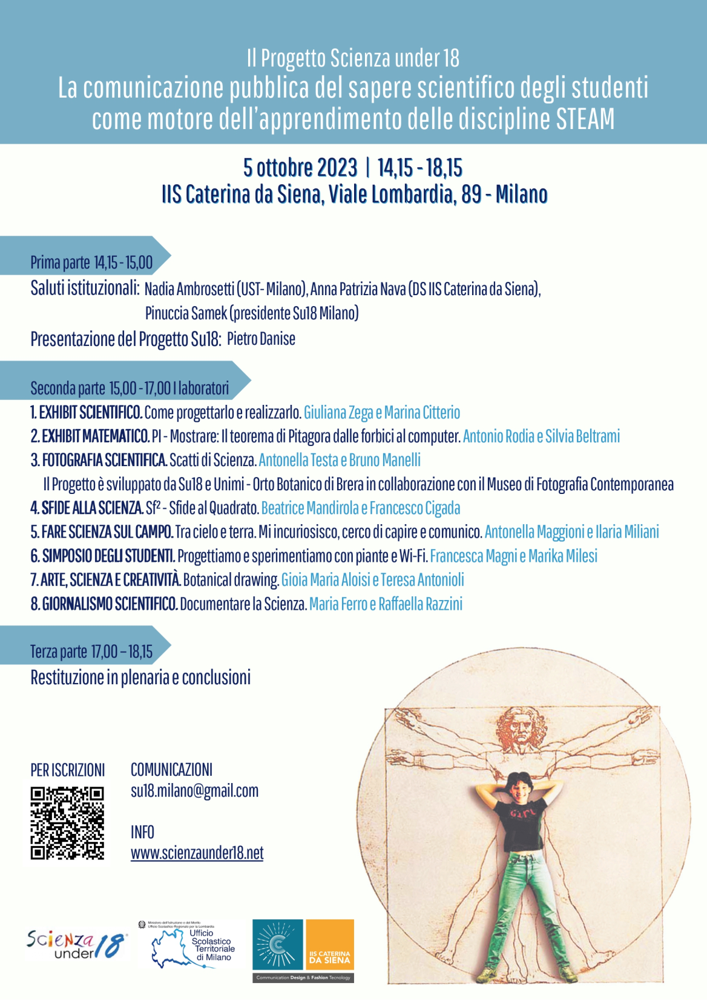 Il Progetto Scienza under 18
La comunicazione pubblica del sapere scientifico degli studenti
come motore dell'apprendimento delle discipline STEAM
5 ottobre 2023 | 14,15 - 18,15
IIS Caterina da Siena, Viale Lombardia, 89 - Milano
Prima parte 14,15 - 15,00
Saluti istituzionali: Nadia Ambrosetti (UST- Milano), Anna Patrizia Nava (DS IIS Caterina da Siena),
Pinuccia Samek (presidente Su18 Milano)
Presentazione del Progetto Su18: Pietro Danise
Seconda parte 15,00 - 17,00 I laboratori
1. EXHIBIT SCIENTIFICO. Come progettarlo e realizzarlo. Giuliana Zega e Marina Citterio
2. EXHIBIT MATEMATICO. PI - Mostrare: Il teorema di Pitagora dalle forbici al computer. Antonio Rodia e Silvia Beltrami
3. FOTOGRAFIA SCIENTIFICA. Scatti di Scienza. Antonella Testa e Bruno Manelli
Il Progetto è sviluppato da Su18 e Unimi - Orto Botanico di Brera in collaborazione con il Museo di Fotografia Contemporanea
4. SFIDE ALLA SCIENZA. Sf² - Sfide al Quadrato. Beatrice Mandirola e Francesco Cigada
5. FARE SCIENZA SUL CAMPO. Tra cielo e terra. Mi incuriosisco, cerco di capire e comunico. Antonella Maggioni e Ilaria Miliani
6. SIMPOSIO DEGLI STUDENTI. Progettiamo e sperimentiamo con piante e Wi-Fi. Francesca Magni e Marika Milesi
7. ARTE, SCIENZA E CREATIVITÀ. Botanical drawing. Gioia Maria Aloisi e Teresa Antonioli
8. GIORNALISMO SCIENTIFICO. Documentare la Scienza. Maria Ferro e Raffaella Razzini
Terza parte 17,00 – 18,15
Restituzione in plenaria e conclusioni
PER ISCRIZIONI
COMUNICAZIONI
su18.milano@gmail.com
INFO
www.scienzaunder18.net
GIRL
Scienza
under18
Ministero dell'Istruzione e del Merito
Ufficio Scolastico Regionale per la Lombardia
Ufficio
Scolastico
Territoriale
di Milano
IIS CATERINA
DA SIENA
Communication Design & Fashion Tecnology